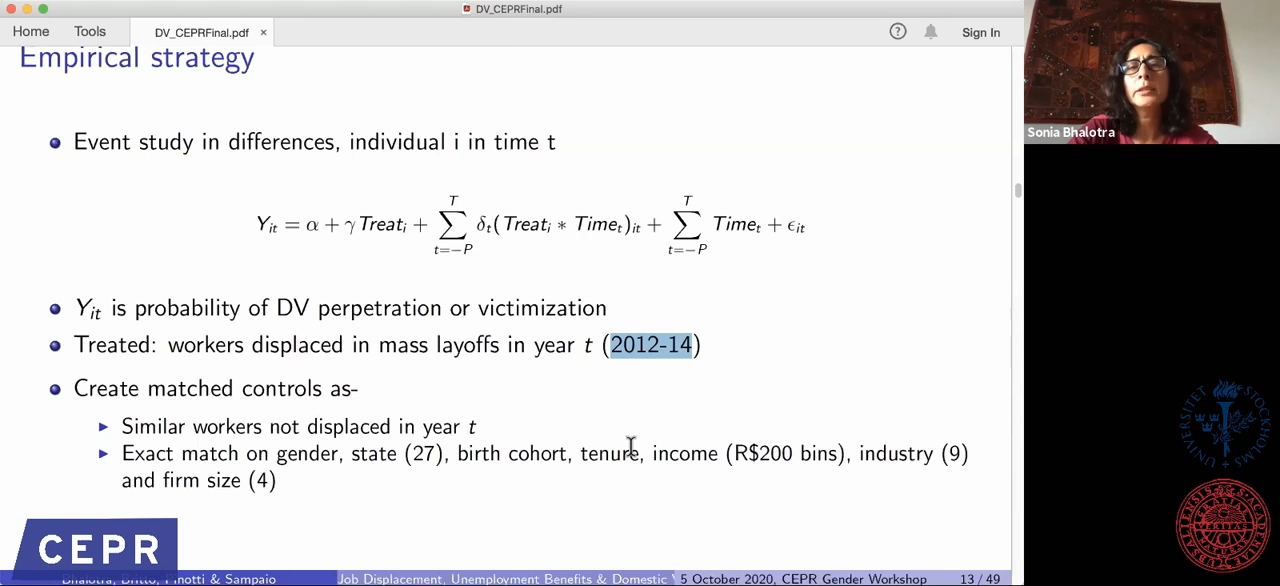 DV_CEPRFinal.pdf
Home Tools DV_CEPRFinal.pdf × Sign In
Empirical strategy
Event study in differences, individual i in time t
Y_it = α + γ Treat_i + ∑_{t=−P}^{T} δ_t(Treat_i ∗ Time_t)_it + ∑_{t=−P}^{T} Time_t + ϵ_it
Y_it is probability of DV perpetration or victimization
Treated: workers displaced in mass layoffs in year t (2012-14)
Create matched controls as-
Similar workers not displaced in year t
Exact match on gender, state (27), birth cohort, tenure, income (R$200 bins), industry (9)
and firm size (4)
CEPR
Bhalotra, Britto, Pinotti & Sampaio Job Displacement, Unemployment Benefits & Domestic 5 October 2020, CEPR Gender Workshop 13 / 49
Sonia Bhalotra